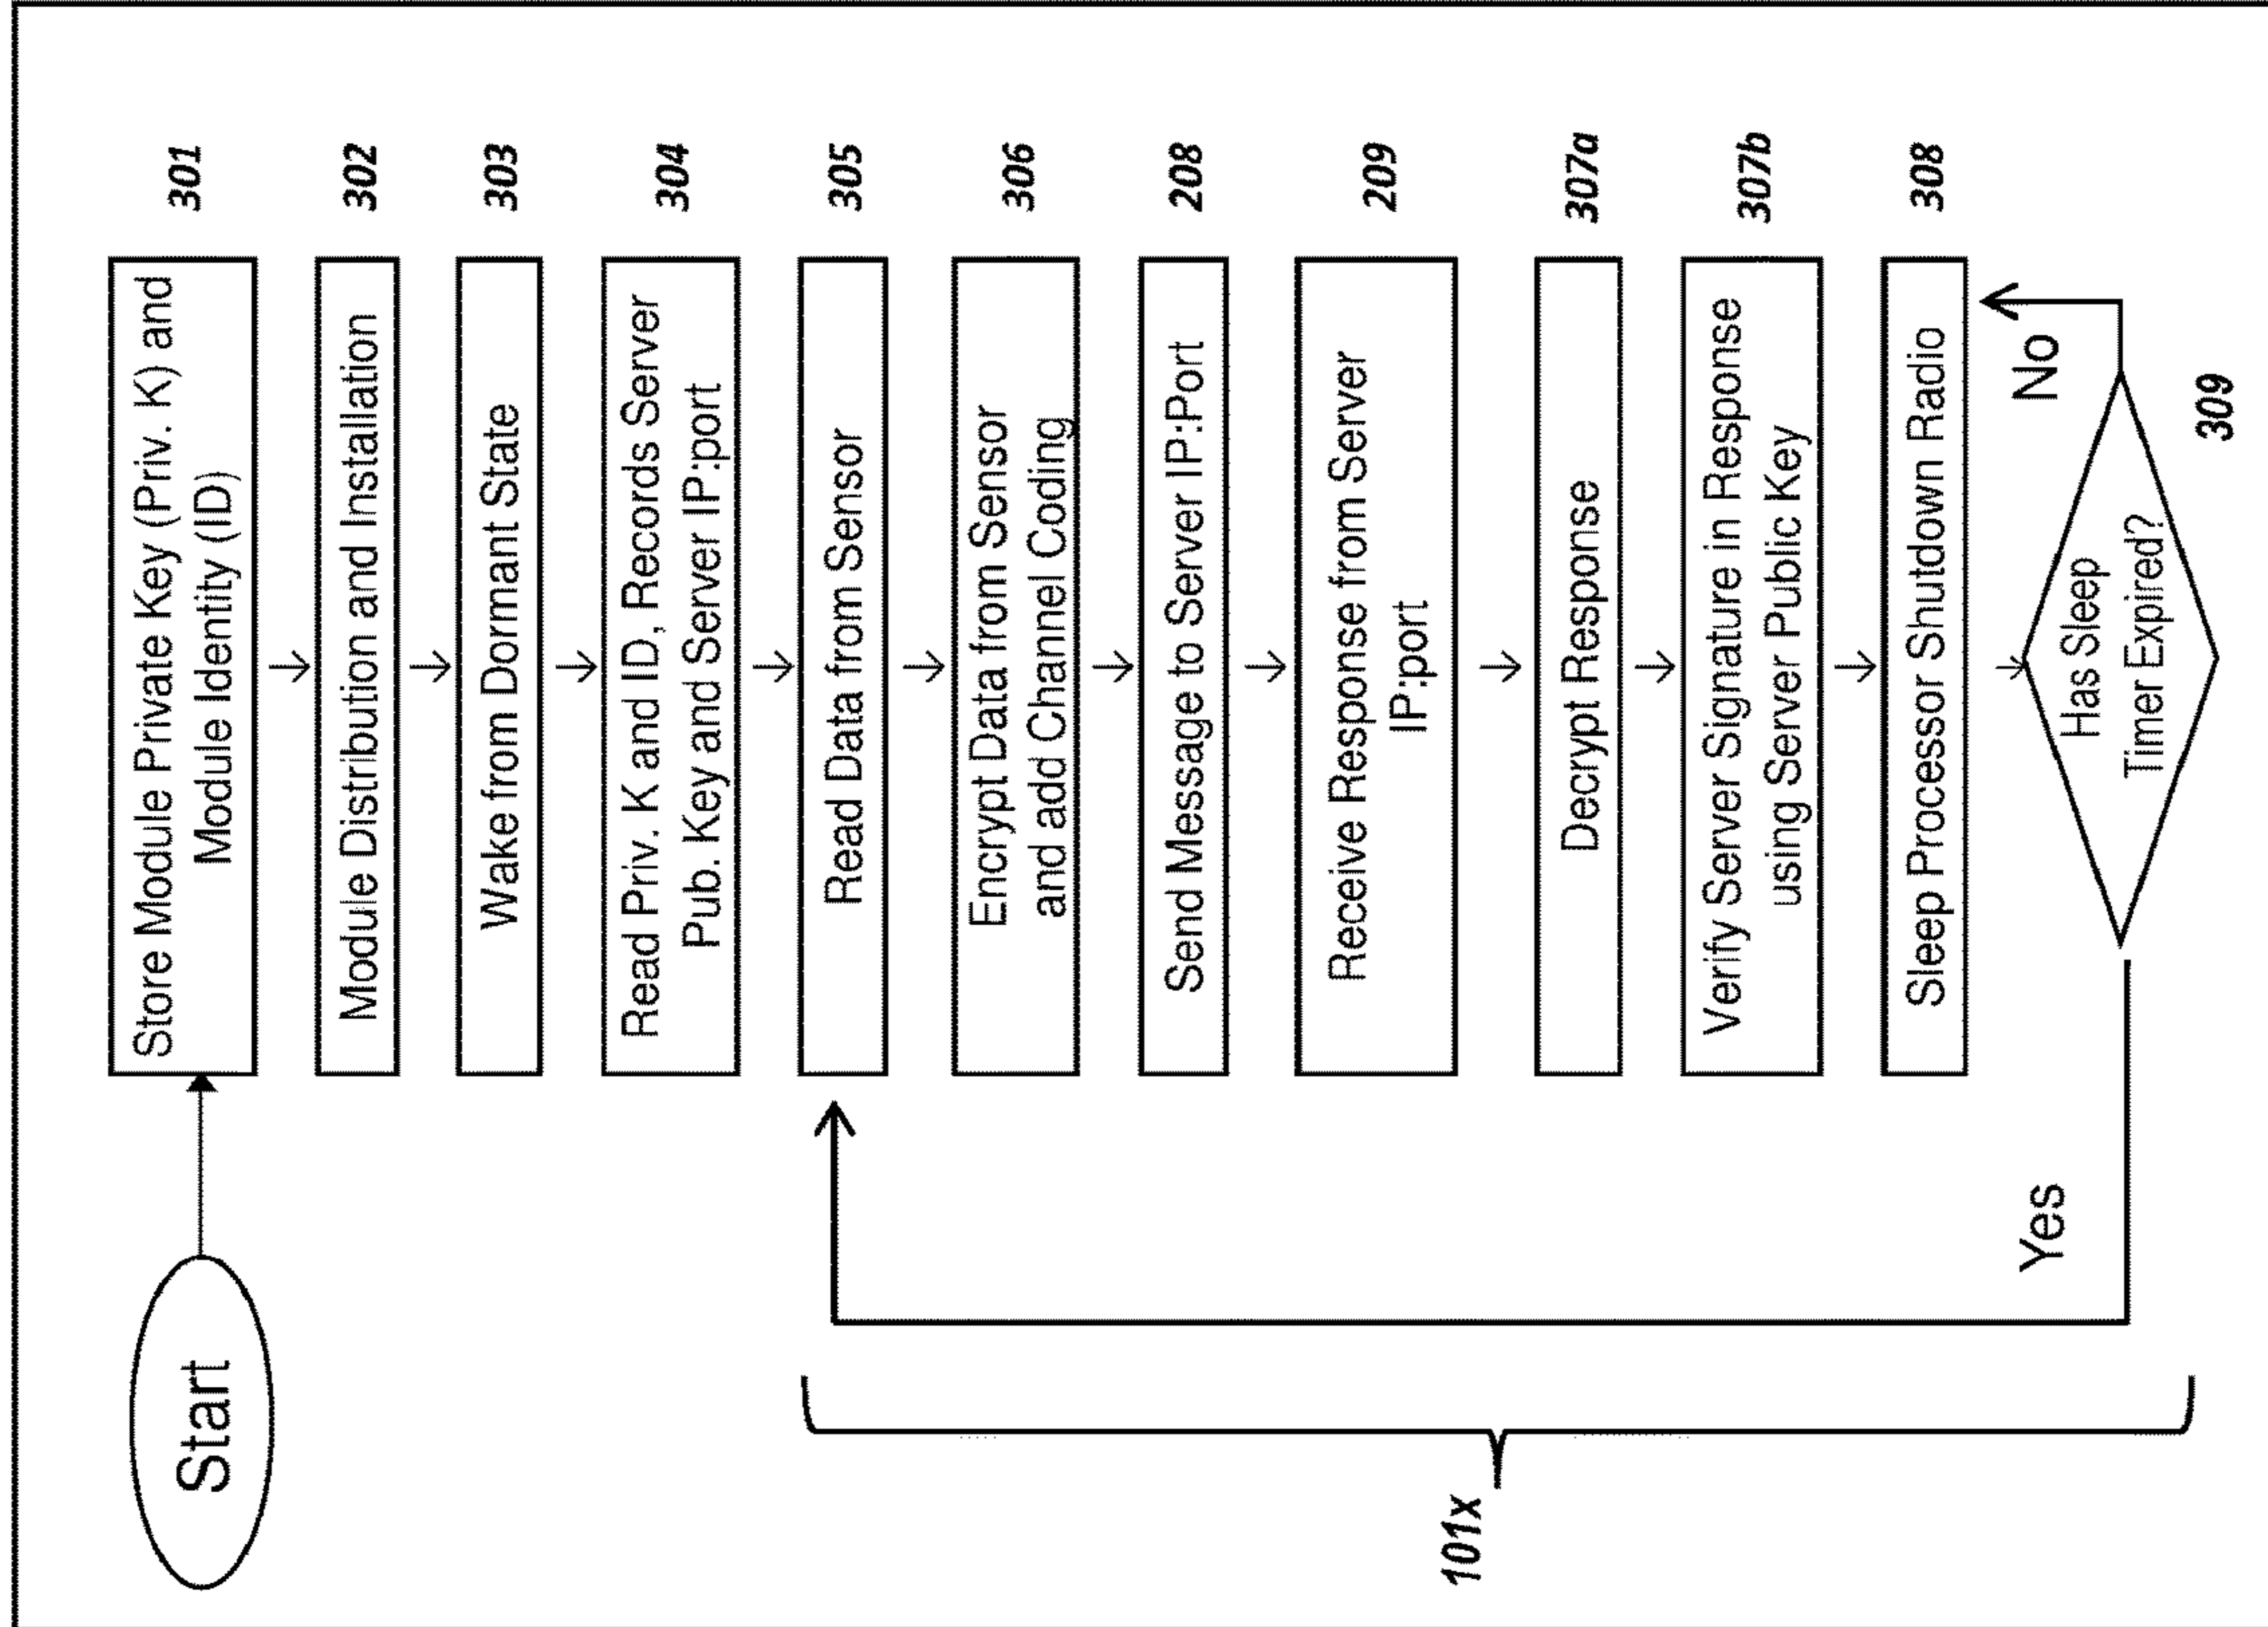 Start
Store Module Private Key (Priv. K) and
Module Identity (ID)
301
Module Distribution and Installation
302
Wake from Dormant State
303
Read Priv. K and ID, Records Server
Pub. Key and Server IP:port
304
Read Data from Sensor
305
Encrypt Data from Sensor
and add Channel Coding
306
Send Message to Server IP:Port
208
Receive Response from Server
IP:port
209
Decrypt Response
307a
Verify Server Signature in Response
using Server Public Key
307b
Sleep Processor Shutdown Radio
308
Has Sleep
Timer Expired?
309
No
Yes
101x